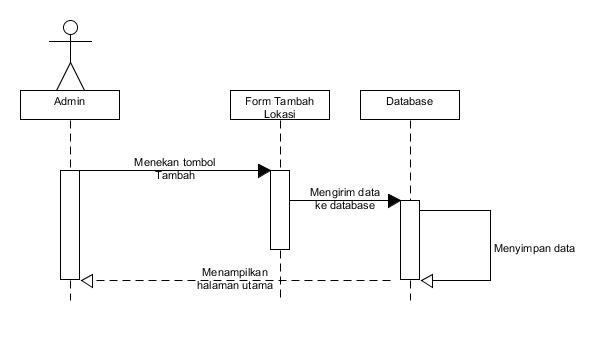 Admin
Form Tambah
Lokasi
Database
Menekan tombol
Tambah
Mengirim data
ke database
Menyimpan data
Menampilkan
halaman utama